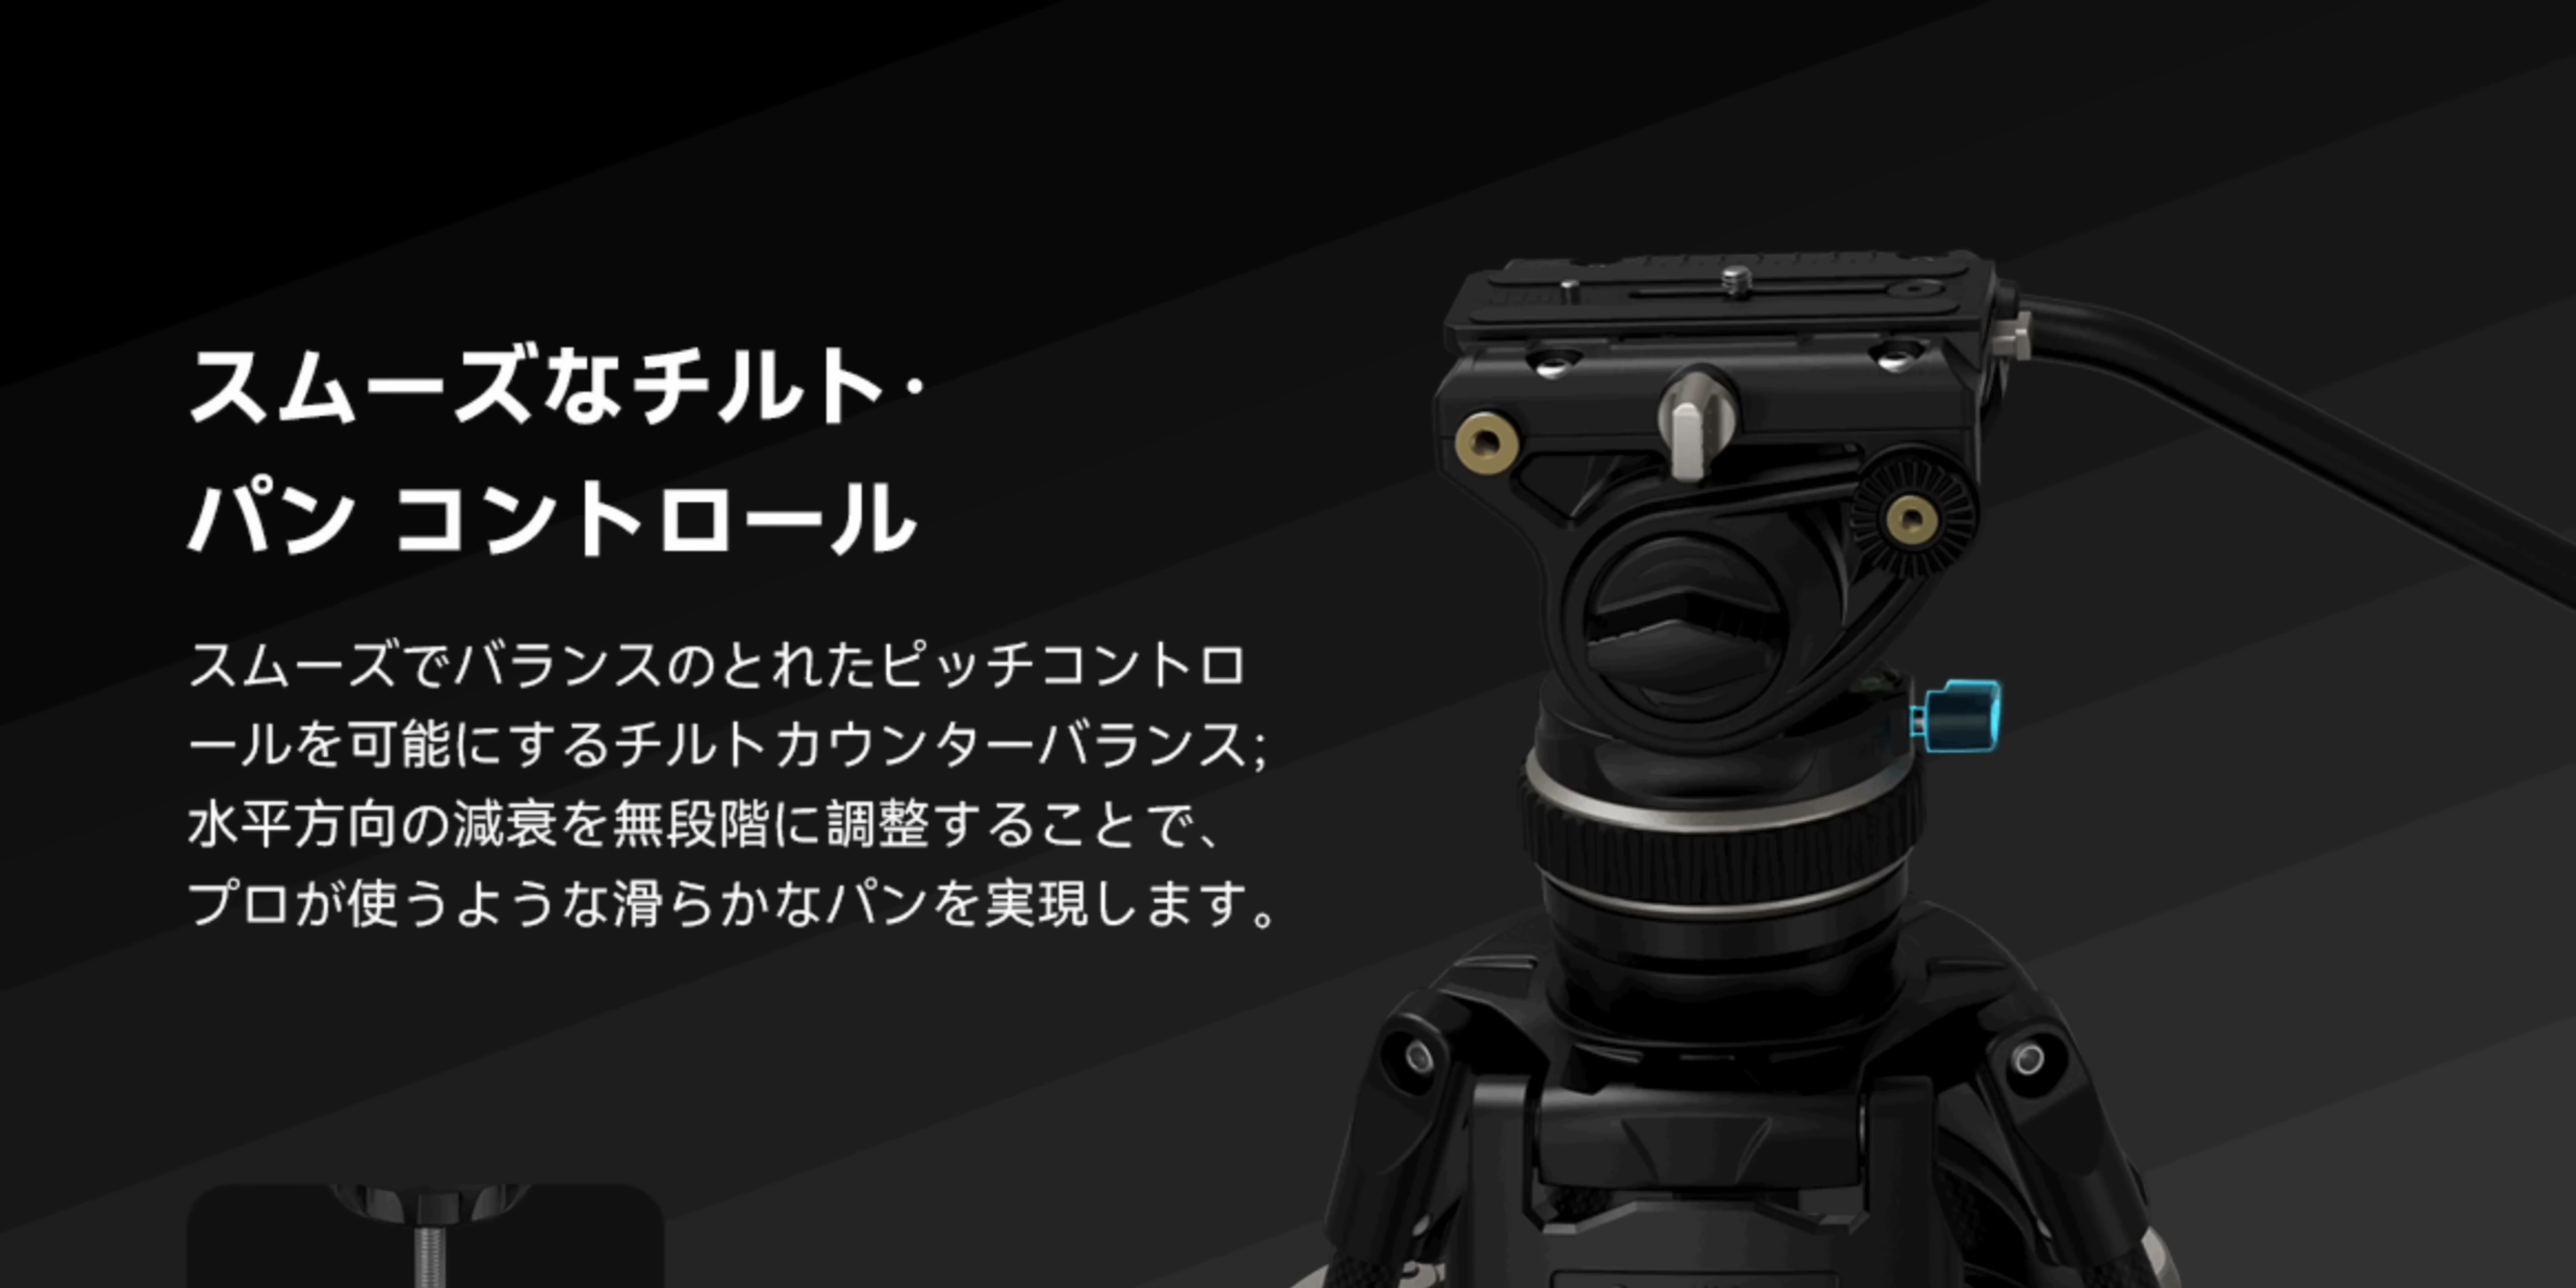 スムーズなチルト·
パン コントロール
スムーズでバランスのとれたピッチコントロ
ールを可能にするチルトカウンターバランス;
水平方向の減衰を無段階に調整することで、
プロが使うような滑らかなパンを実現します。